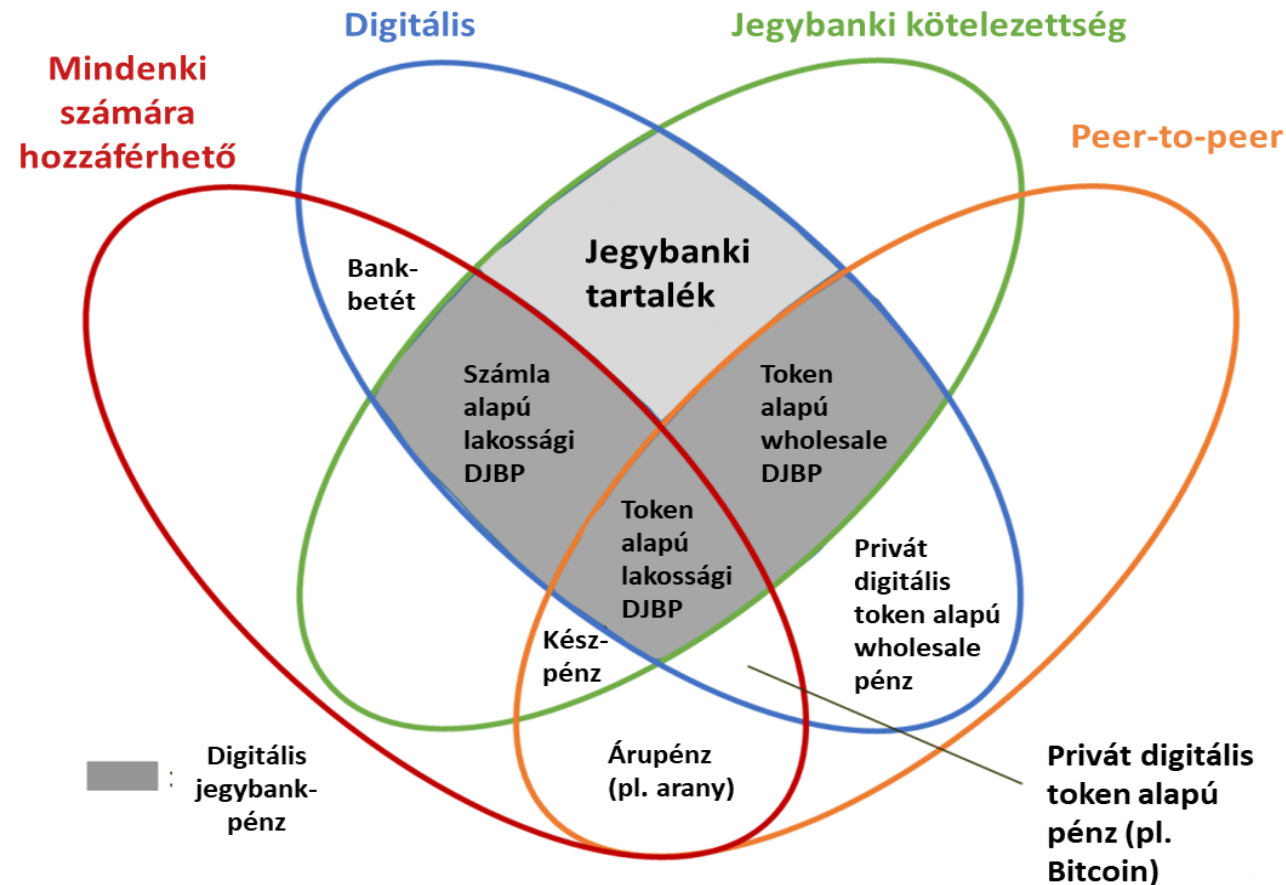 Digitális
Jegybanki kötelezettség
Mindenki
számára
hozzáférhető
Peer-to-peer
Bank-
betét
Jegybanki
tartalék
Számla
alapú
lakossági
DJBP
Token
alapú
wholesale
DJBP
Token
alapú
lakossági
DJBP
Privát
digitális
token alapú
wholesale
pénz
Kész-
pénz
Árupénz
(pl. arany)
: Digitális
jegybank-
pénz
Privát digitális
token alapú
pénz (pl.
Bitcoin)